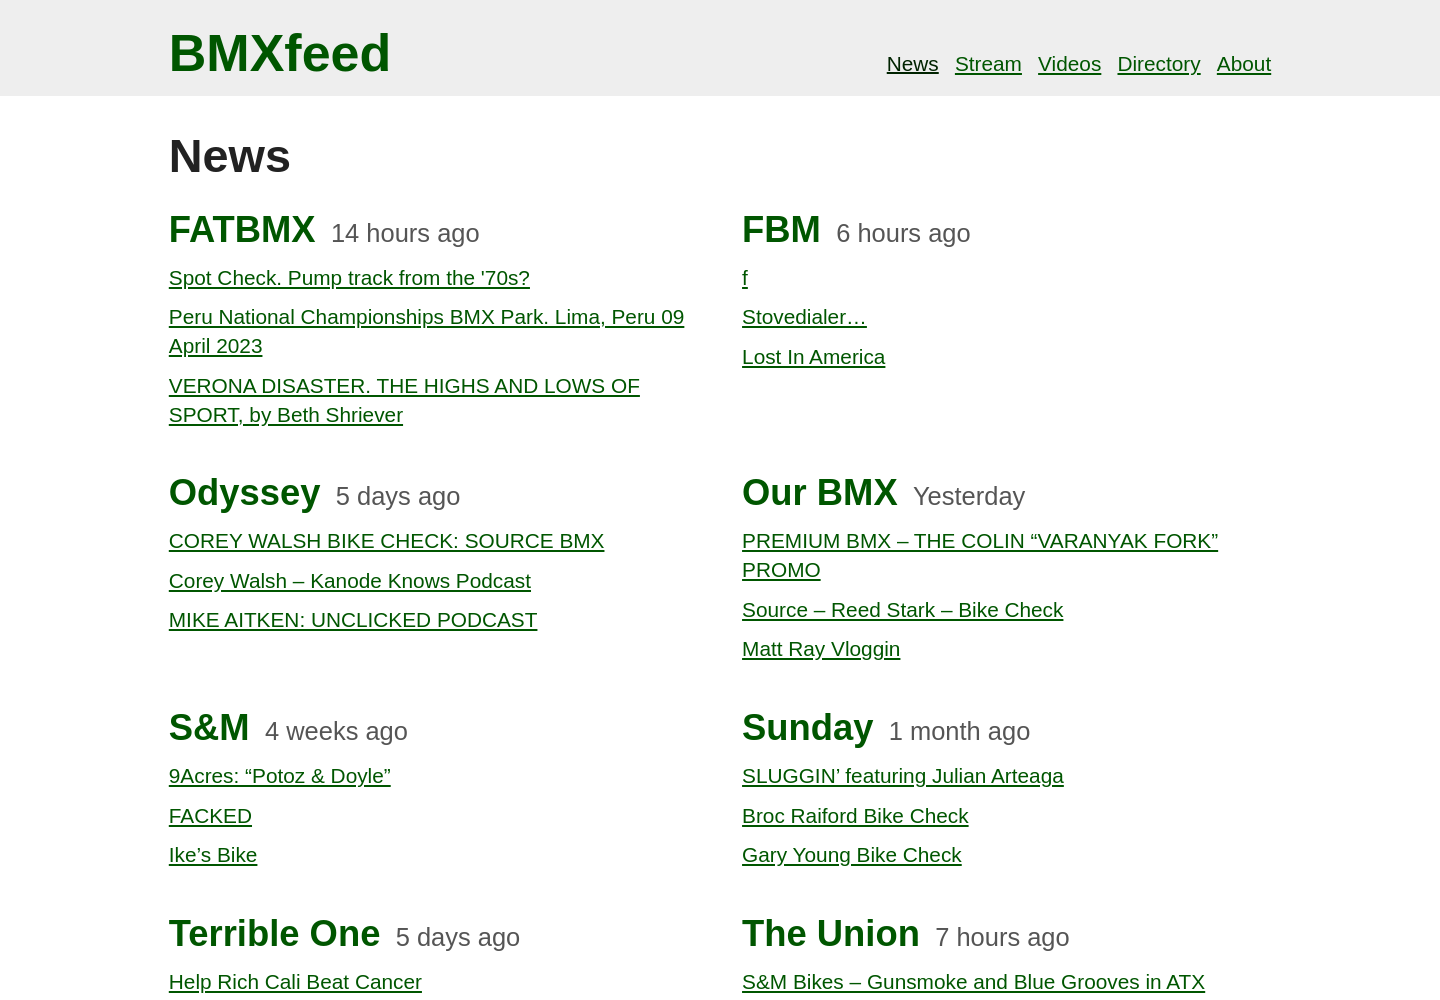 BMXfeed
News Stream Videos Directory About
News
FATBMX 14 hours ago
Spot Check. Pump track from the '70s?
Peru National Championships BMX Park. Lima, Peru 09
April 2023
VERONA DISASTER. THE HIGHS AND LOWS OF
SPORT, by Beth Shriever
FBM 6 hours ago
f
Stovedialer…
Lost In America
Odyssey 5 days ago
COREY WALSH BIKE CHECK: SOURCE BMX
Corey Walsh – Kanode Knows Podcast
MIKE AITKEN: UNCLICKED PODCAST
Our BMX Yesterday
PREMIUM BMX – THE COLIN “VARANYAK FORK”
PROMO
Source – Reed Stark – Bike Check
Matt Ray Vloggin
S&M 4 weeks ago
9Acres: “Potoz & Doyle”
FACKED
Ike’s Bike
Sunday 1 month ago
SLUGGIN’ featuring Julian Arteaga
Broc Raiford Bike Check
Gary Young Bike Check
Terrible One 5 days ago
Help Rich Cali Beat Cancer
The Union 7 hours ago
S&M Bikes – Gunsmoke and Blue Grooves in ATX